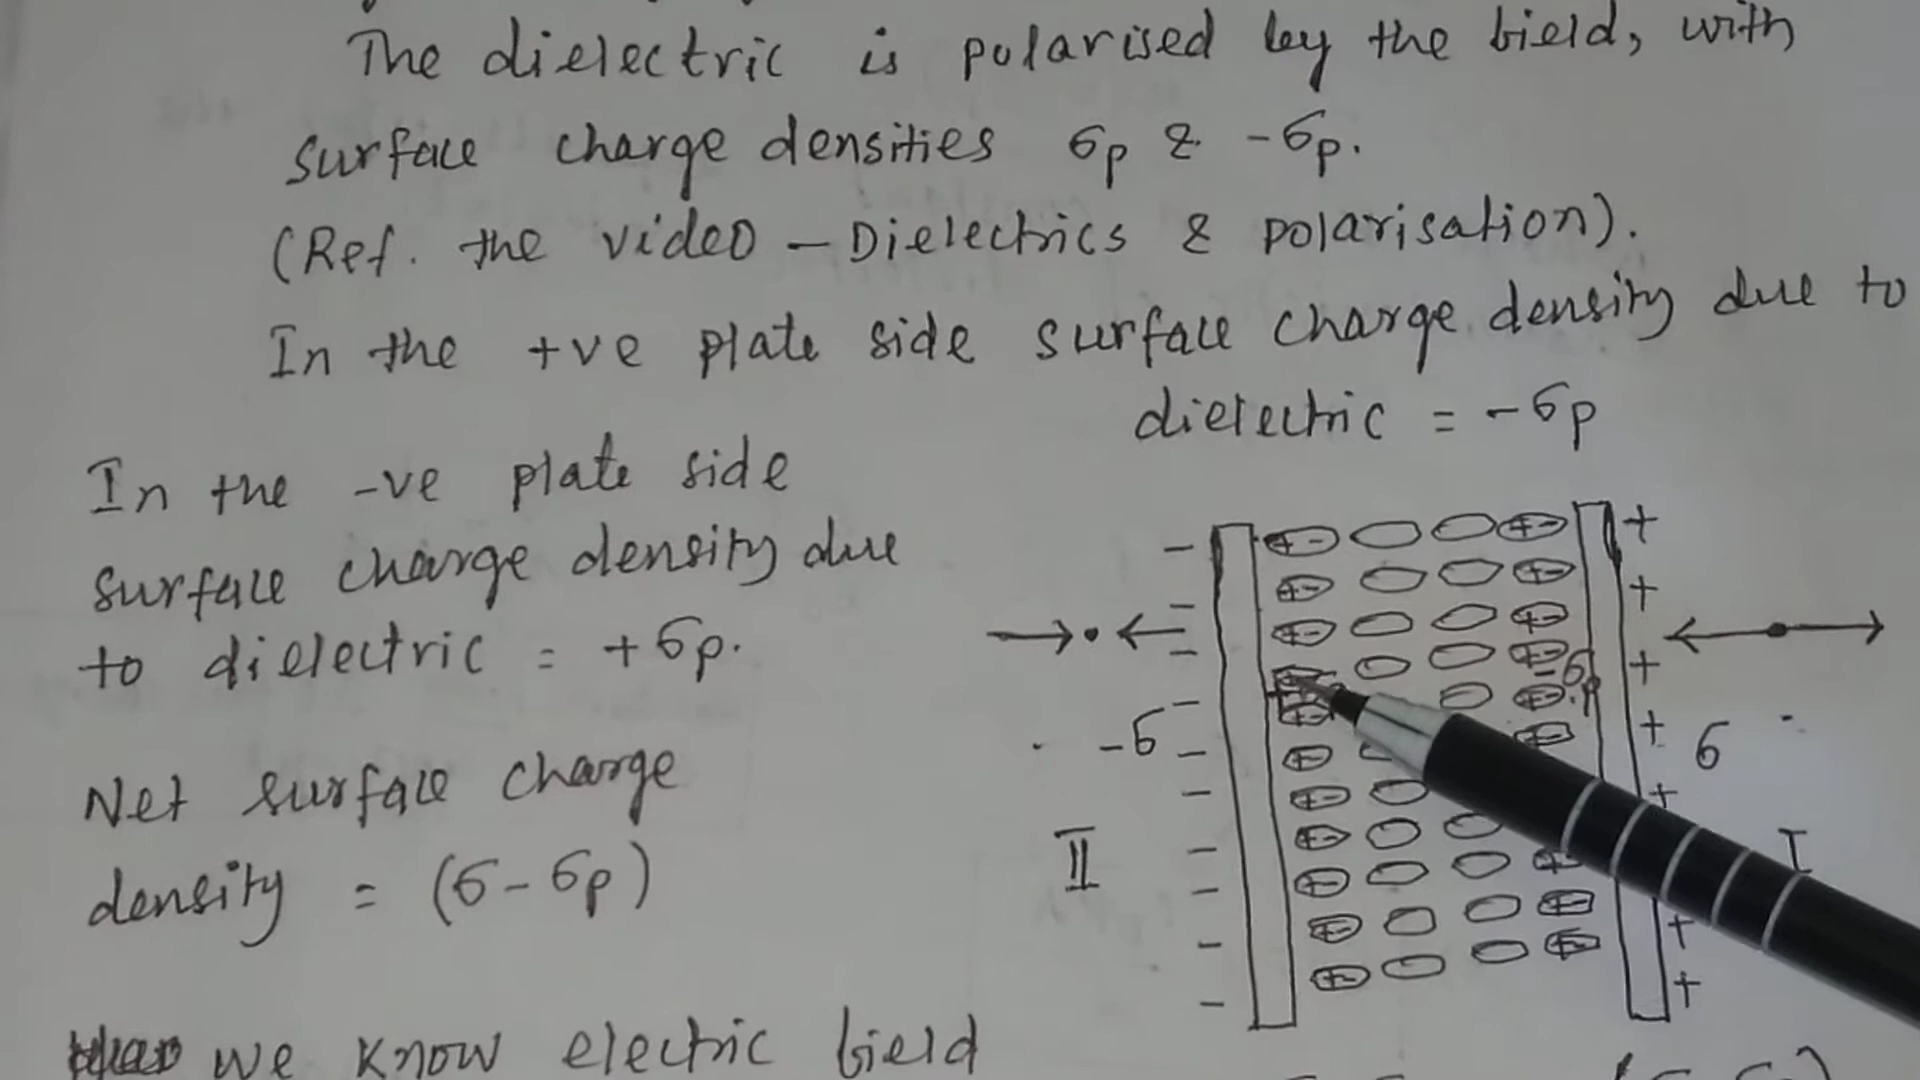 The dielectric is polarised by the field, with
surface charge densities σp & -σp.
(Ref. the video - Dielectrics & polarisation).
In the +ve plate side surface charge density due to
dielectric = -σp
In the -ve plate side
surface charge density due
to dielectric = +σp.
Net surface charge
density = (σ - σp)
we know electric field
-σ
σ
-σp
II
I